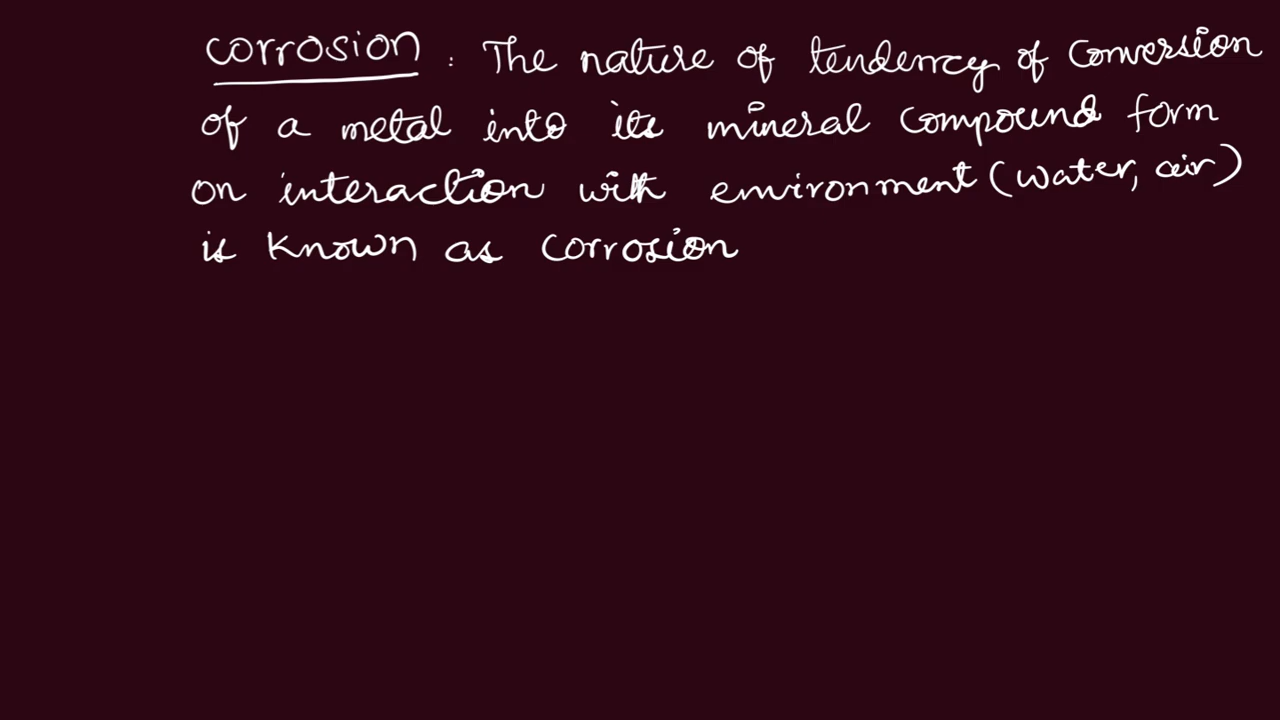 corrosion : The nature of tendency of conversion
of a metal into its mineral compound form
on interaction with environment (water, air)
is known as corrosion